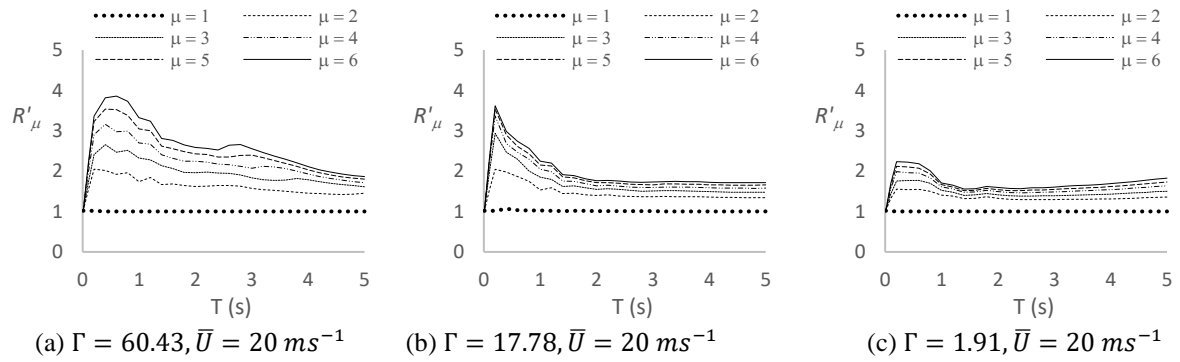 μ = 1 μ = 2
μ = 3 μ = 4
μ = 5 μ = 6
5
4
3
2
1
0
R'μ
0 1 2 3 4 5
T (s)
(a) Γ = 60.43, U̅ = 20 ms⁻¹
μ = 1 μ = 2
μ = 3 μ = 4
μ = 5 μ = 6
5
4
3
2
1
0
R'μ
0 1 2 3 4 5
T (s)
(b) Γ = 17.78, U̅ = 20 ms⁻¹
μ = 1 μ = 2
μ = 3 μ = 4
μ = 5 μ = 6
5
4
3
2
1
0
R'μ
0 1 2 3 4 5
T (s)
(c) Γ = 1.91, U̅ = 20 ms⁻¹